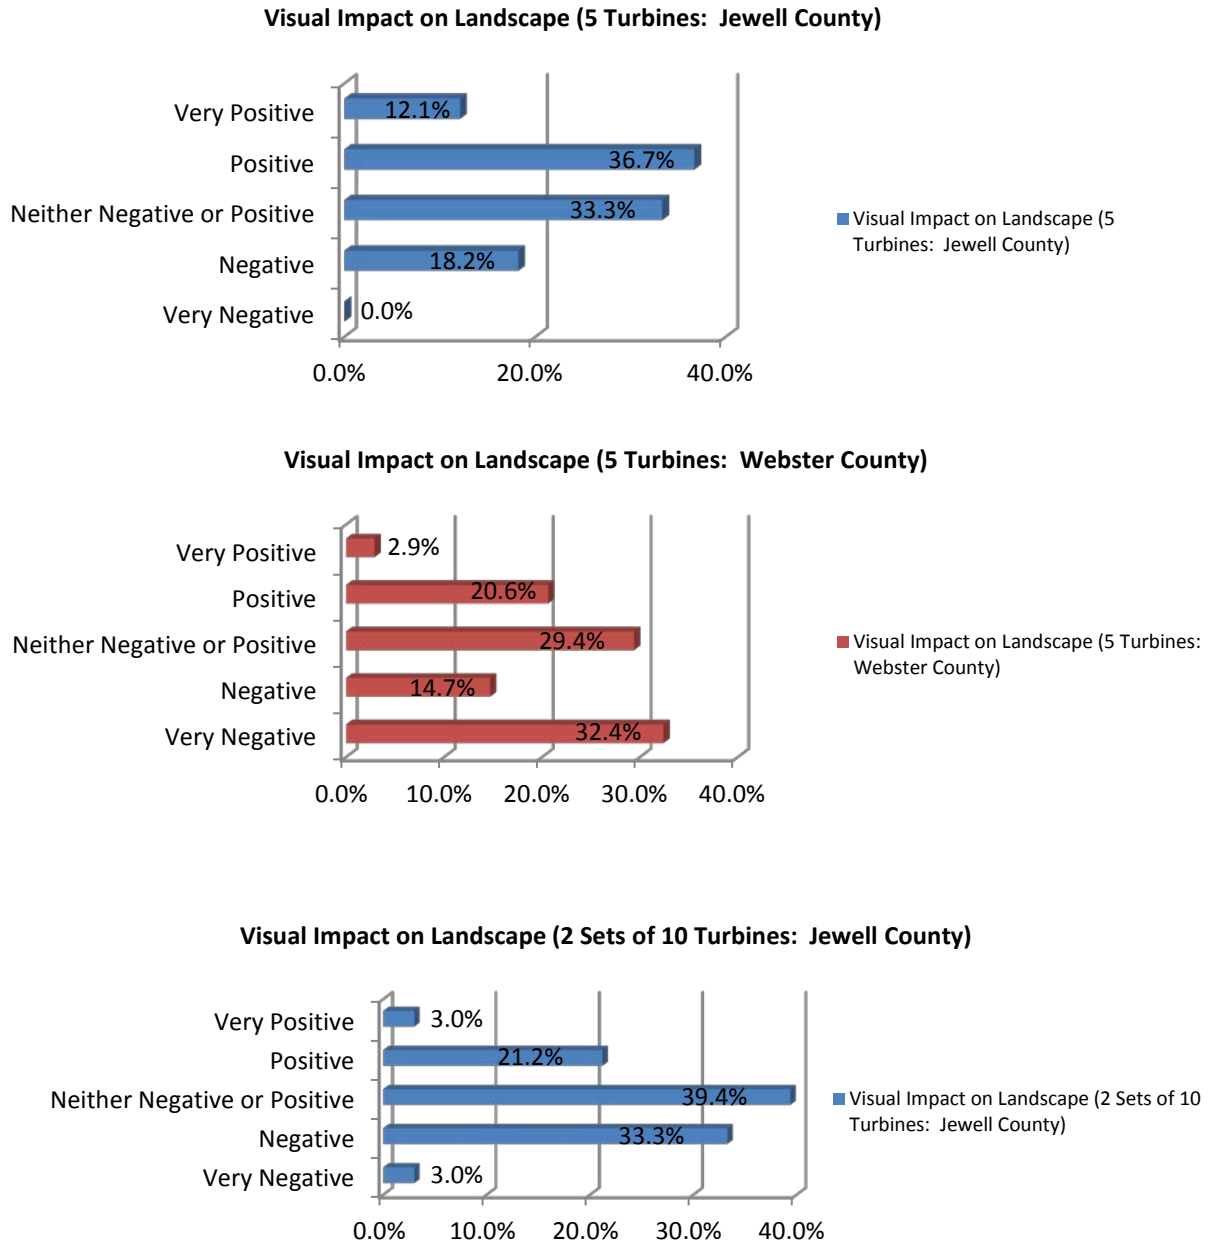 Visual Impact on Landscape (5 Turbines:  Jewell County)
Very Positive
12.1%
Positive
36.7%
Neither Negative or Positive
33.3%
Negative
18.2%
Very Negative
0.0%
0.0%
20.0%
40.0%
Visual Impact on Landscape (5
Turbines:  Jewell County)
Visual Impact on Landscape (5 Turbines:  Webster County)
Very Positive
2.9%
Positive
20.6%
Neither Negative or Positive
29.4%
Negative
14.7%
Very Negative
32.4%
0.0%
10.0%
20.0%
30.0%
40.0%
Visual Impact on Landscape (5 Turbines:
Webster County)
Visual Impact on Landscape (2 Sets of 10 Turbines:  Jewell County)
Very Positive
3.0%
Positive
21.2%
Neither Negative or Positive
39.4%
Negative
33.3%
Very Negative
3.0%
0.0%
10.0%
20.0%
30.0%
40.0%
Visual Impact on Landscape (2 Sets of 10
Turbines:  Jewell County)